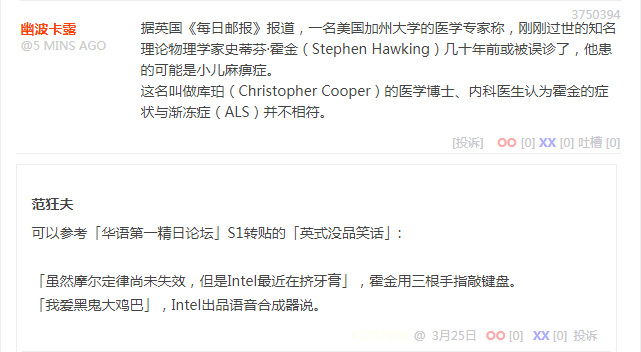 3750394
幽波卡露
@5 MINS AGO
据英国《每日邮报》报道，一名美国加州大学的医学专家称，刚刚过世的知名
理论物理学家史蒂芬·霍金（Stephen Hawking）几十年前或被误诊了，他患
的可能是小儿麻痹症。
这名叫做库珀（Christopher Cooper）的医学博士、内科医生认为霍金的症
状与渐冻症（ALS）并不相符。
[投诉] OO [0] XX [0] 吐槽 [0]
范狂夫
可以参考「华语第一精日论坛」S1转贴的「英式没品笑话」:
「虽然摩尔定律尚未失效，但是Intel最近在挤牙膏」，霍金用三根手指敲键盘。
「我爱黑鬼大鸡巴」，Intel出品语音合成器说。
@ 3月25日 OO [0] XX [0] 投诉